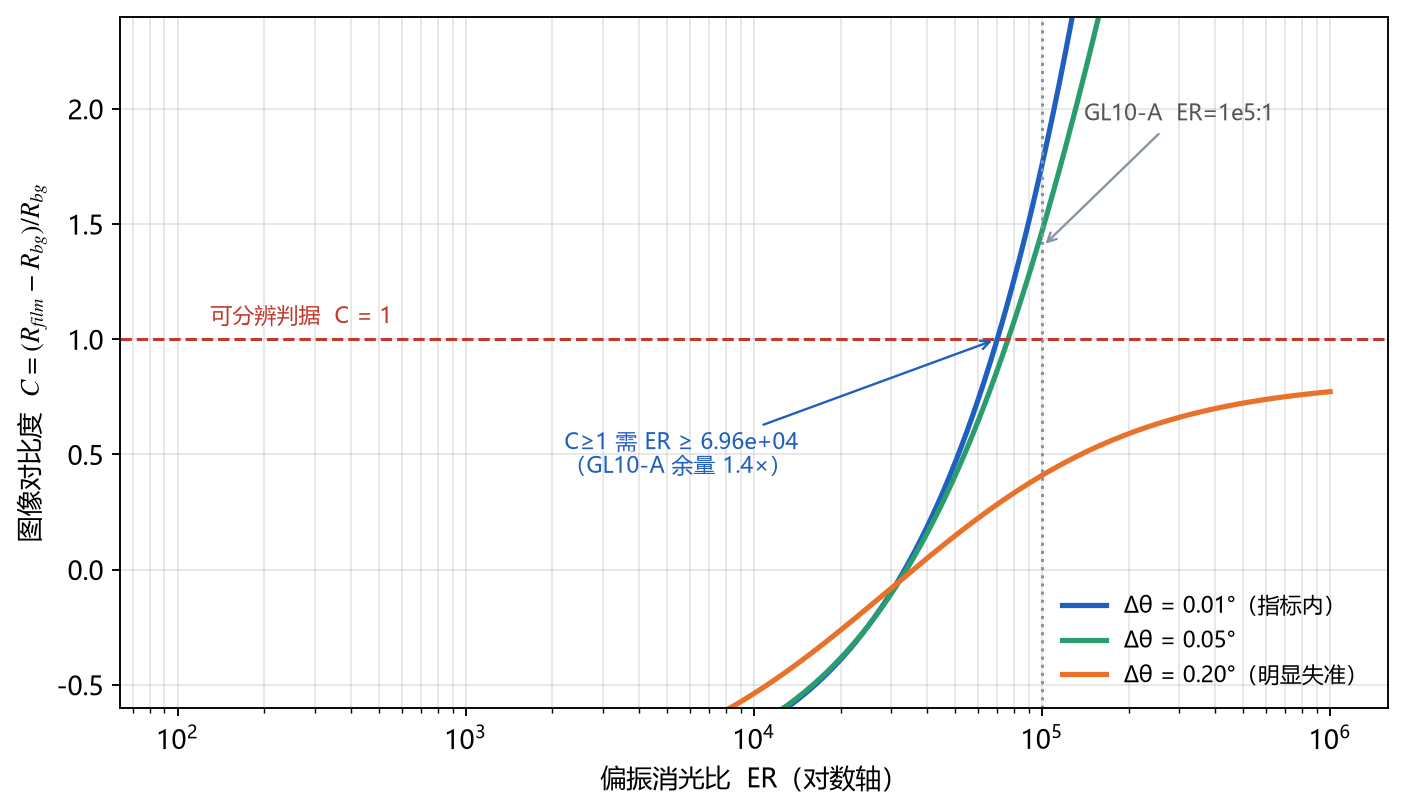 图像对比度 C = (R_film − R_bg)/R_bg
2.0
1.5
1.0
0.5
0.0
-0.5
GL10-A ER=1e5:1
可分辨判据 C = 1
C≥1 需 ER ≥ 6.96e+04
（GL10-A 余量 1.4×）
Δθ = 0.01°（指标内）
Δθ = 0.05°
Δθ = 0.20°（明显失准）
10² 10³ 10⁴ 10⁵ 10⁶
偏振消光比 ER（对数轴）